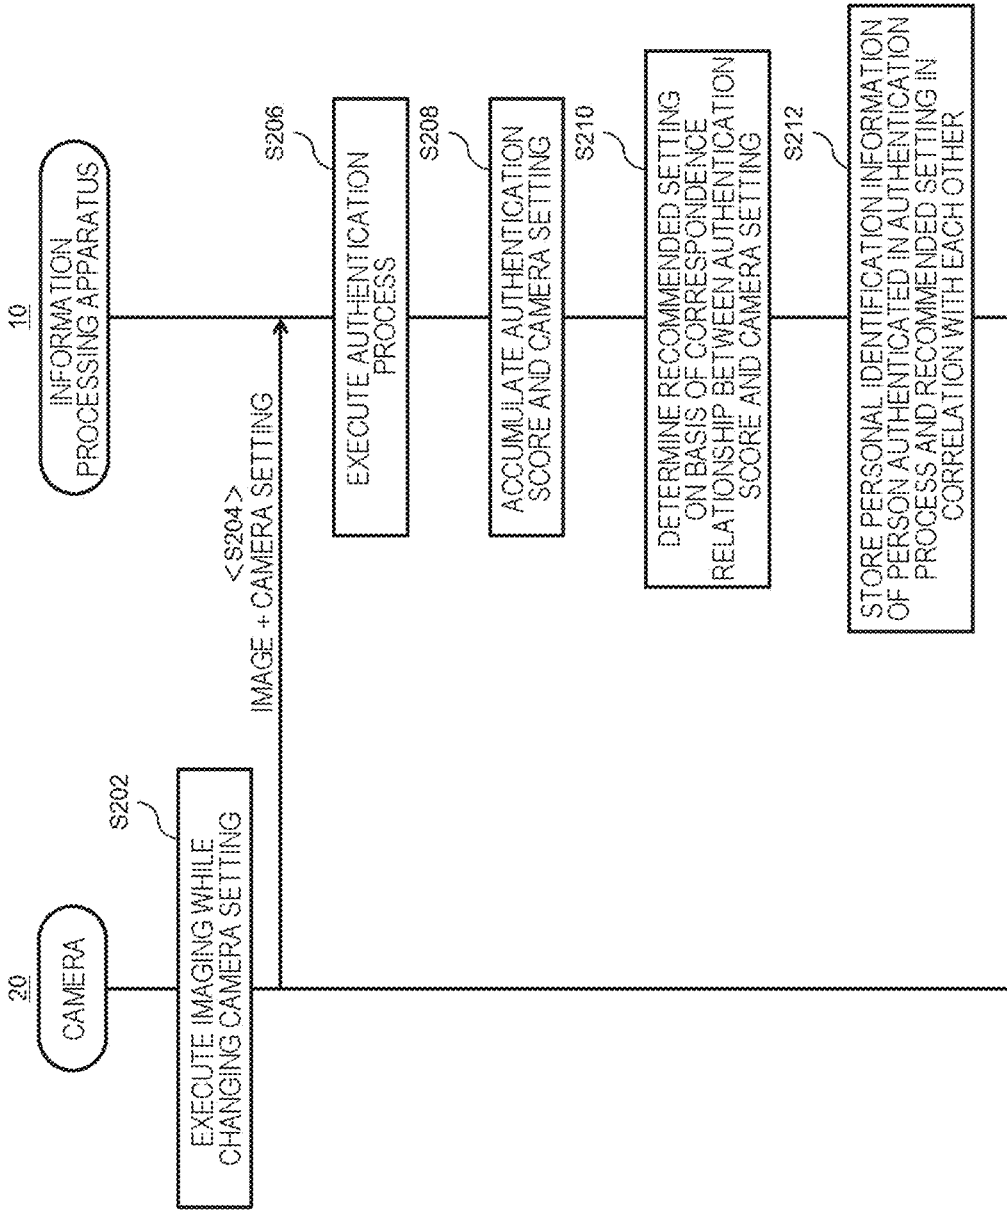 20
CAMERA
10
INFORMATION
PROCESSING APPARATUS
S202
EXECUTE IMAGING WHILE
CHANGING CAMERA SETTING
<S204>
IMAGE + CAMERA SETTING
S206
EXECUTE AUTHENTICATION
PROCESS
S208
ACCUMULATE AUTHENTICATION
SCORE AND CAMERA SETTING
S210
DETERMINE RECOMMENDED SETTING
ON BASIS OF CORRESPONDENCE
RELATIONSHIP BETWEEN AUTHENTICATION
SCORE AND CAMERA SETTING
S212
STORE PERSONAL IDENTIFICATION INFORMATION
OF PERSON AUTHENTICATED IN AUTHENTICATION
PROCESS AND RECOMMENDED SETTING IN
CORRELATION WITH EACH OTHER